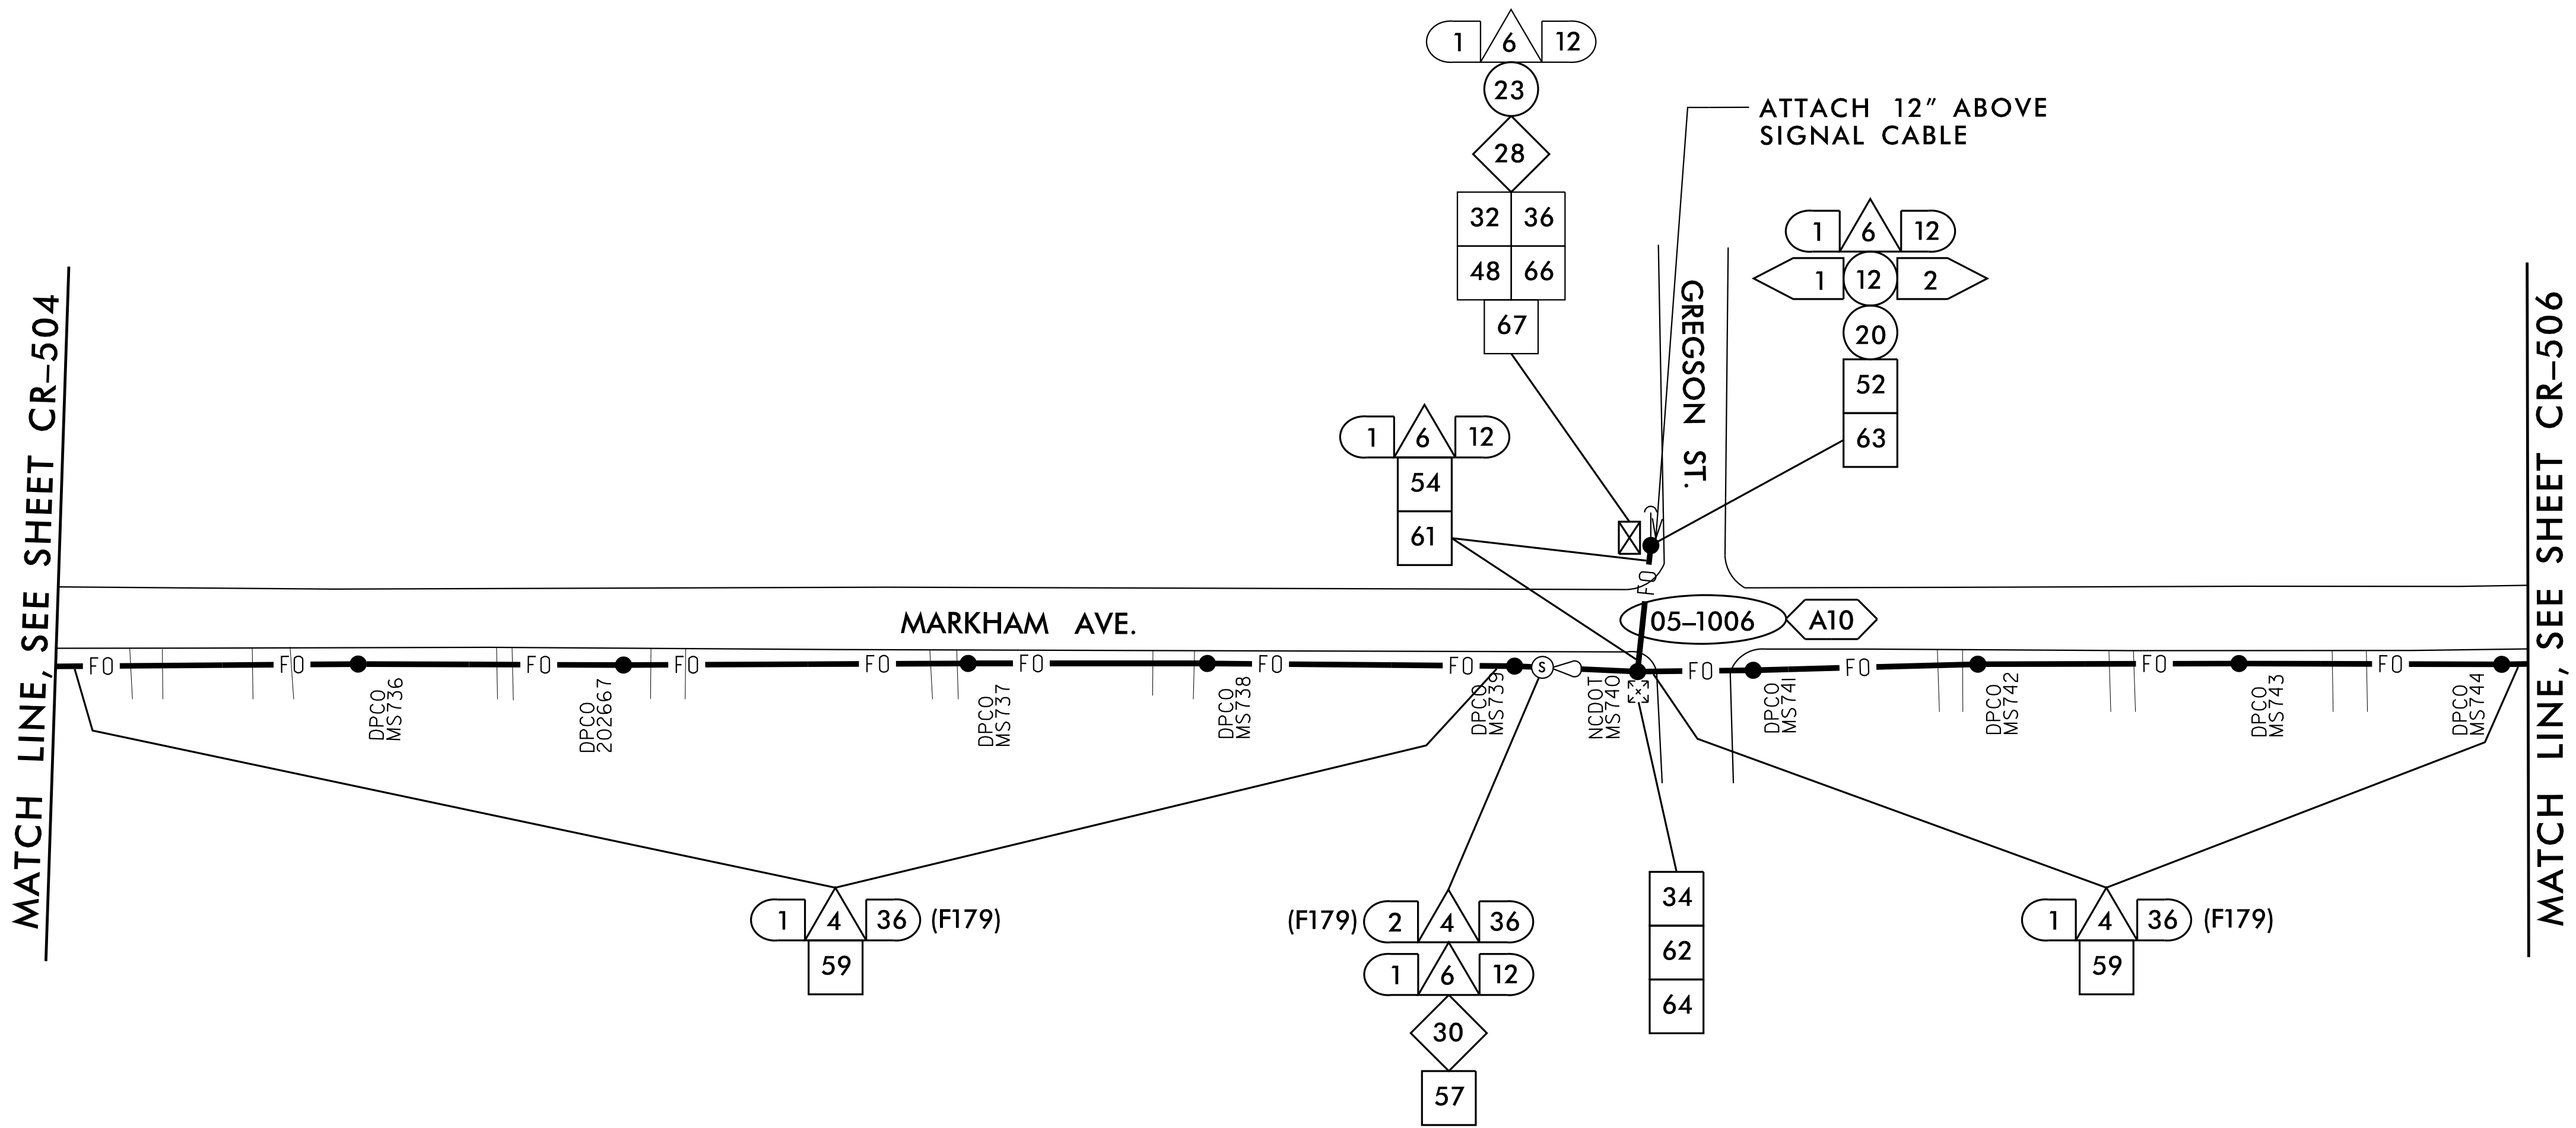 1 6 12
23
28
32 36
48 66
67
ATTACH 12" ABOVE
SIGNAL CABLE
1 6 12
1 12 2
20
52
63
GREGSON ST.
1 6 12
54
61
MATCH LINE, SEE SHEET CR-504
MATCH LINE, SEE SHEET CR-506
FO
MARKHAM AVE.
05-1006
A10
FO
FO
FO
FO
FO
FO
FO
FO
S
FO
FO
FO
FO
DPCO
MS736
DPCO
202667
DPCO
MS737
DPCO
MS738
DPCO
MS739
NCDOT
MS740
DPCO
MS741
DPCO
MS742
DPCO
MS743
DPCO
MS744
1 4 36 (F179)
59
(F179) 2 4 36
1 6 12
30
57
34
62
64
1 4 36 (F179)
59